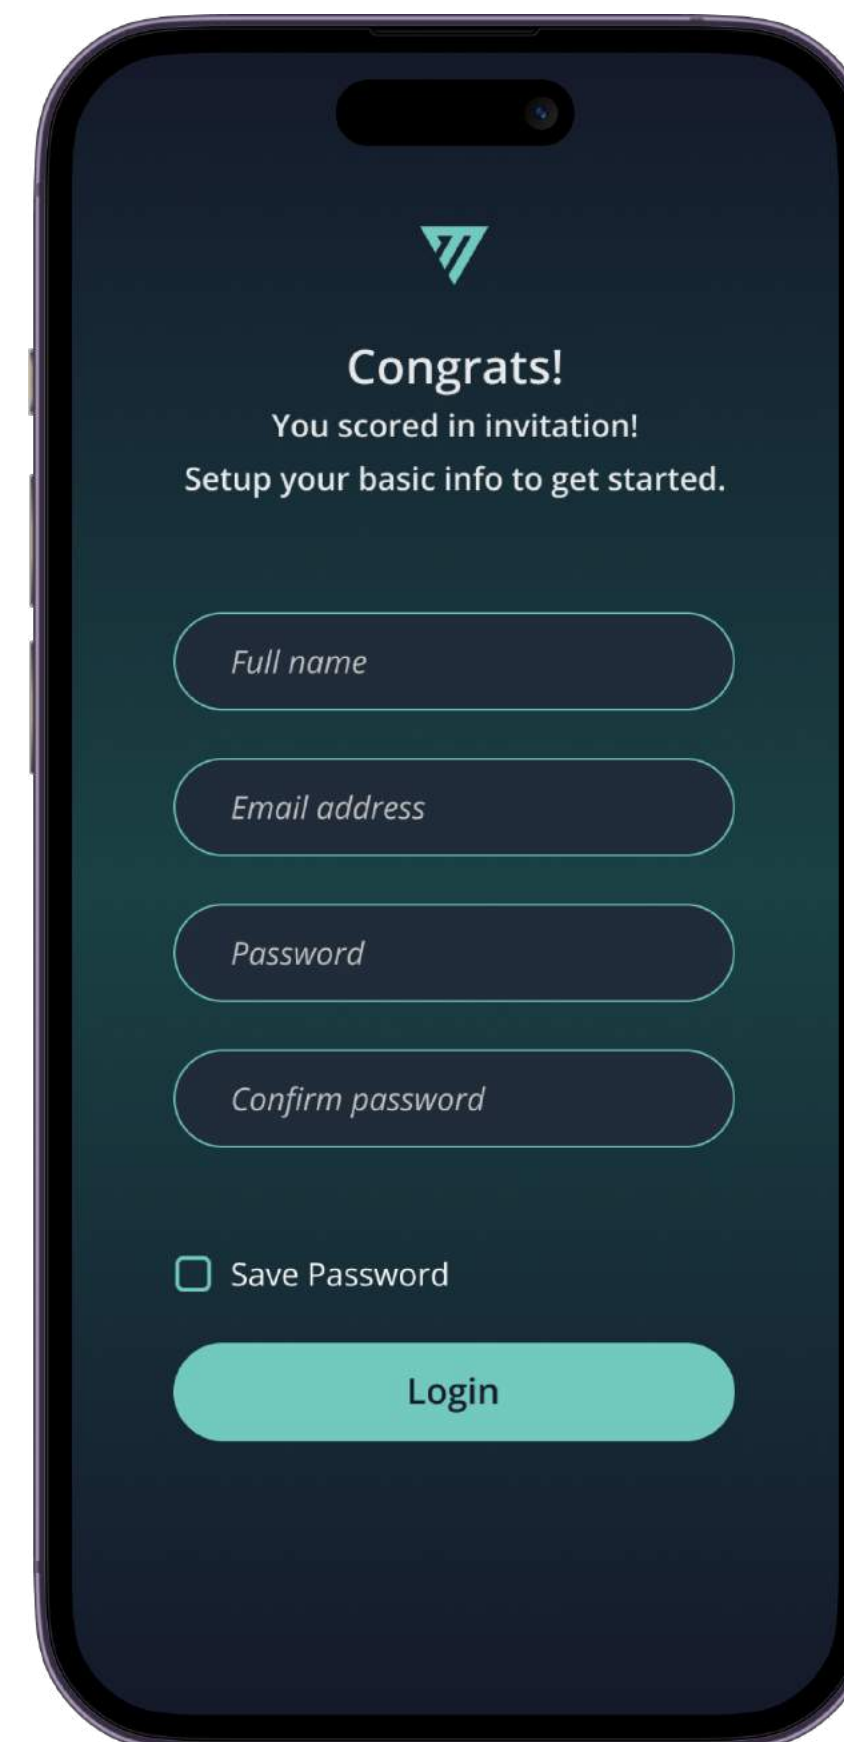 Congrats!
You scored in invitation!
Setup your basic info to get started.
Full name
Email address
Password
Confirm password
Save Password
Login